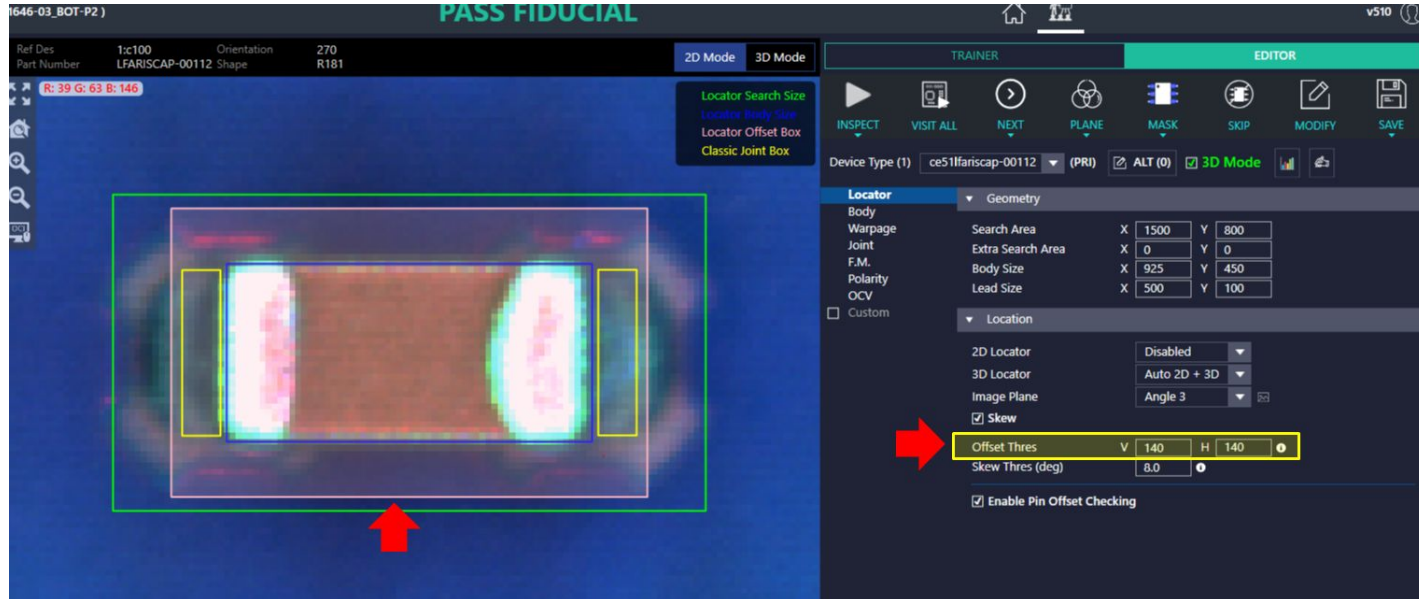 1646-03_BOT-P2 )
PASS FIDUCIAL
v510
Ref Des 1:c100 Orientation 270
Part Number LFARISCAP-00112 Shape R181
2D Mode 3D Mode
R: 39 G: 63 B: 146
Locator Search Size
Locator Body Size
Locator Offset Box
Classic Joint Box
TRAINER EDITOR
INSPECT VISIT ALL NEXT PLANE MASK SKIP MODIFY SAVE
Device Type (1) ce51lfariscap-00112 (PRI) ALT (0) 3D Mode
Locator
Body
Warpage
Joint
F.M.
Polarity
OCV
Custom
Geometry
Search Area X 1500 Y 800
Extra Search Area X 0 Y 0
Body Size X 925 Y 450
Lead Size X 500 Y 100
Location
2D Locator Disabled
3D Locator Auto 2D + 3D
Image Plane Angle 3
Skew
Offset Thres V 140 H 140
Skew Thres (deg) 8.0
Enable Pin Offset Checking